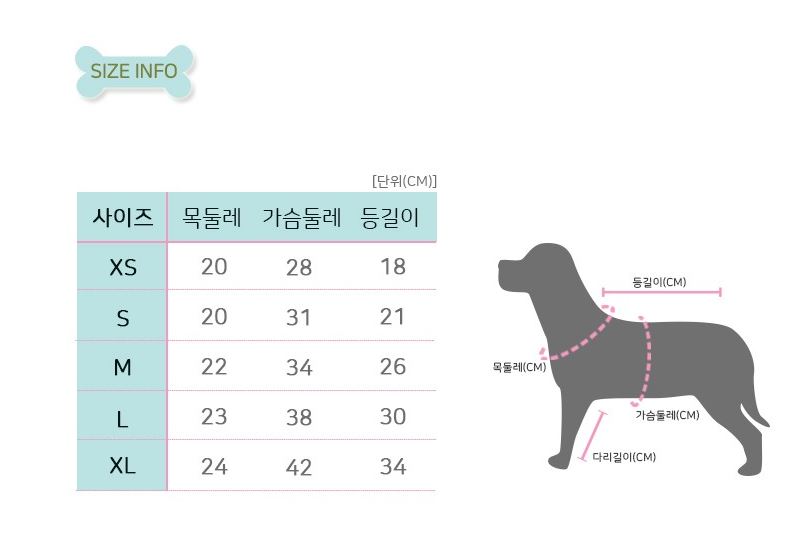 SIZE INFO
[단위(CM)]
사이즈 목둘레 가슴둘레 등길이
XS 20 28 18
S 20 31 21
M 22 34 26
L 23 38 30
XL 24 42 34
등길이(CM)
목둘레(CM)
가슴둘레(CM)
다리길이(CM)